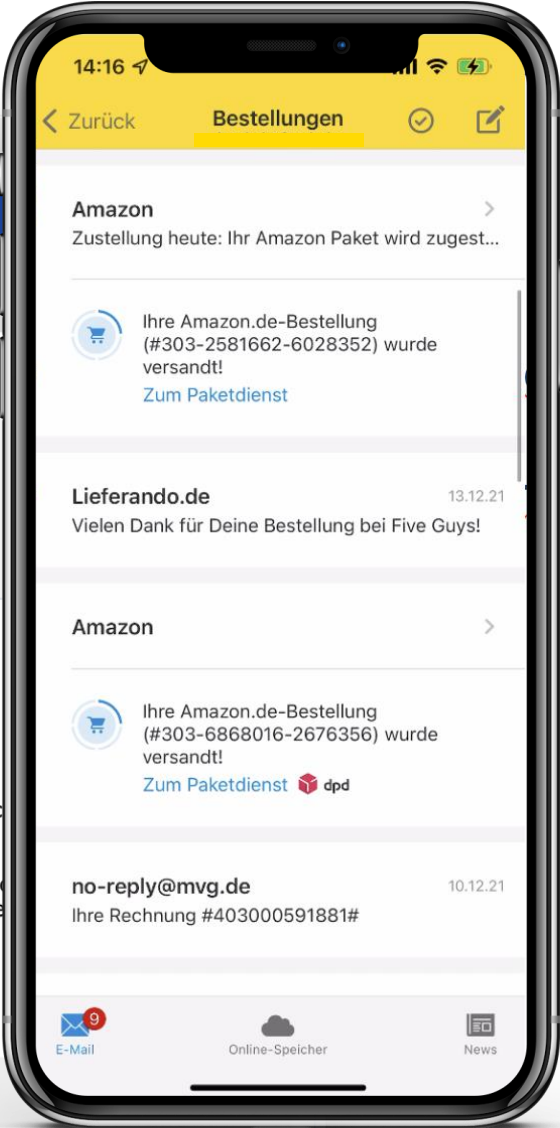 14:16
Zurück
Bestellungen
Amazon
Zustellung heute: Ihr Amazon Paket wird zugest...
Ihre Amazon.de-Bestellung
(#303-2581662-6028352) wurde
versandt!
Zum Paketdienst
Lieferando.de
13.12.21
Vielen Dank für Deine Bestellung bei Five Guys!
Amazon
Ihre Amazon.de-Bestellung
(#303-6868016-2676356) wurde
versandt!
Zum Paketdienst dpd
no-reply@mvg.de
10.12.21
Ihre Rechnung #403000591881#
9
E-Mail
Online-Speicher
News